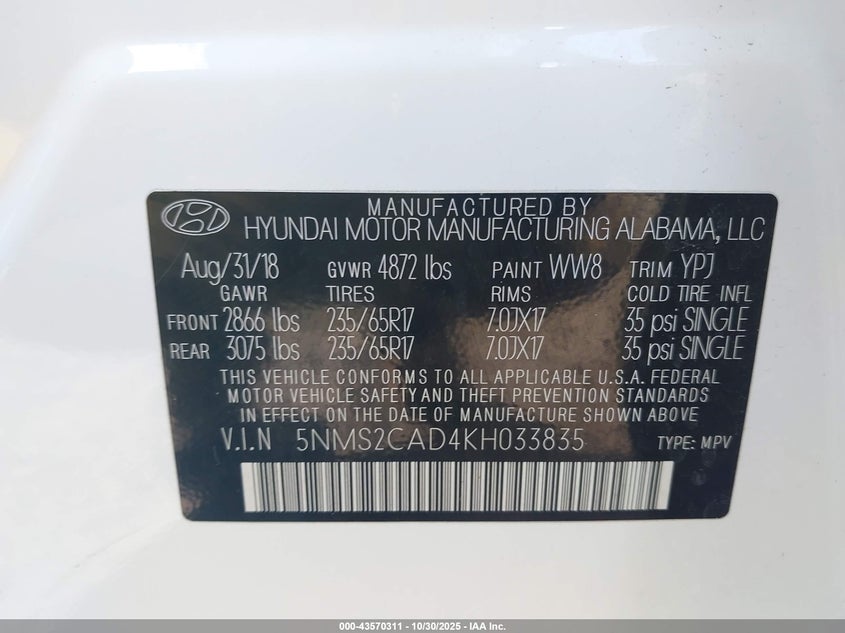 MANUFACTURED BY
HYUNDAI MOTOR MANUFACTURING ALABAMA, LLC
Aug/31/18 GVWR 4872 lbs PAINT WW8 TRIM YPJ
GAWR TIRES RIMS COLD TIRE INFL
FRONT 2866 lbs 235/65R17 7.0JX17 35 psi SINGLE
REAR 3075 lbs 235/65R17 7.0JX17 35 psi SINGLE
THIS VEHICLE CONFORMS TO ALL APPLICABLE U.S.A. FEDERAL
MOTOR VEHICLE SAFETY AND THEFT PREVENTION STANDARDS
IN EFFECT ON THE DATE OF MANUFACTURE SHOWN ABOVE
V.I.N 5NMS2CAD4KH033835 TYPE: MPV
000-43570311 - 10/30/2025 - IAA Inc.